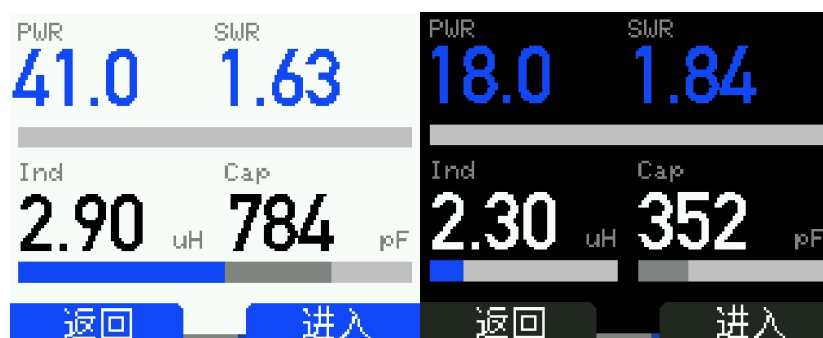 PWR SWR
41.0 1.63
Ind Cap
2.90 uH 784 pF
返回 进入
PWR SWR
18.0 1.84
Ind Cap
2.30 uH 352 pF
返回 进入